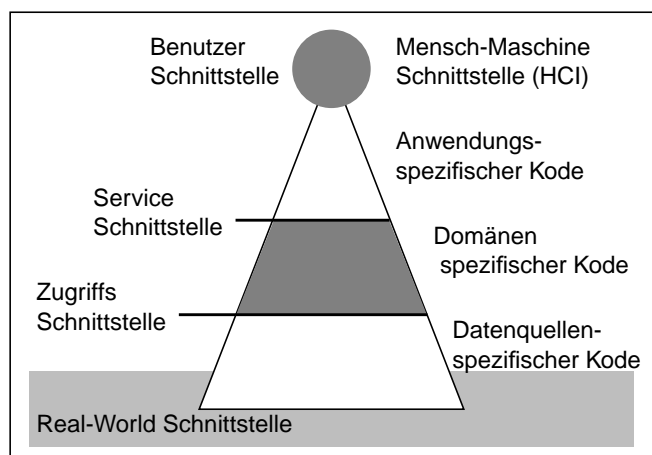 Benutzer
Schnittstelle
Mensch-Maschine
Schnittstelle (HCI)
Anwendungs-
spezifischer Kode
Service
Schnittstelle
Domänen
spezifischer Kode
Zugriffs
Schnittstelle
Datenquellen-
spezifischer Kode
Real-World Schnittstelle